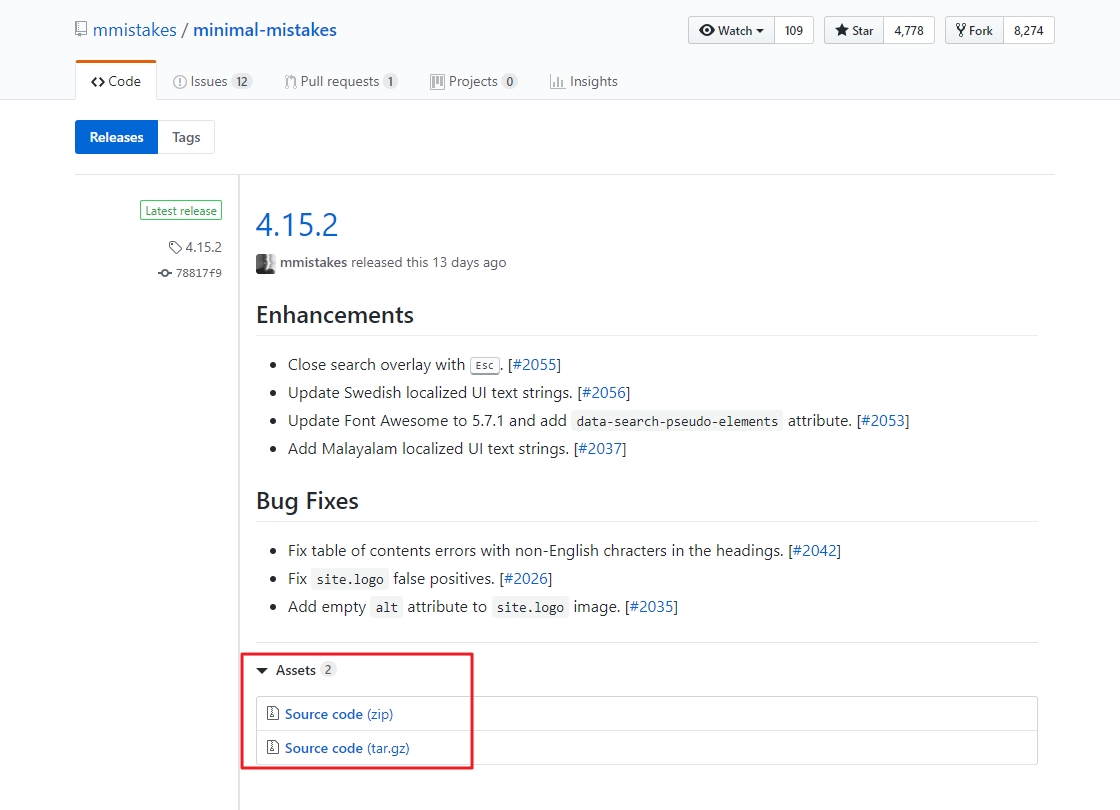 mmistakes / minimal-mistakes
Watch 109 Star 4,778 Fork 8,274
Code Issues 12 Pull requests 1 Projects 0 Insights
Releases Tags
Latest release
4.15.2
78817f9
4.15.2
mmistakes released this 13 days ago
Enhancements
Close search overlay with Esc. [#2055]
Update Swedish localized UI text strings. [#2056]
Update Font Awesome to 5.7.1 and add data-search-pseudo-elements attribute. [#2053]
Add Malayalam localized UI text strings. [#2037]
Bug Fixes
Fix table of contents errors with non-English chracters in the headings. [#2042]
Fix site.logo false positives. [#2026]
Add empty alt attribute to site.logo image. [#2035]
Assets 2
Source code (zip)
Source code (tar.gz)